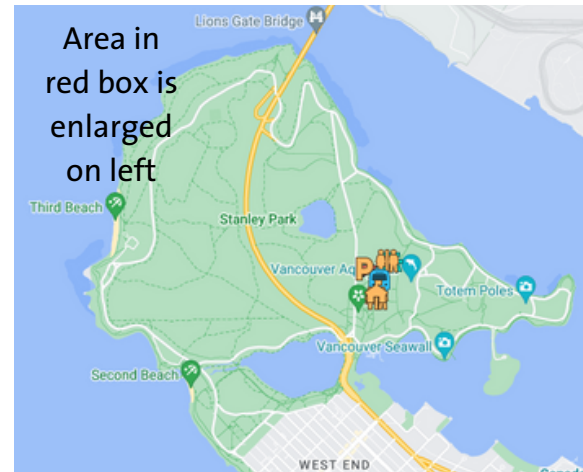 Area in
red box is
enlarged
on left
Lions Gate Bridge
Third Beach
Stanley Park
P
Vancouver Aq
Totem Poles
Vancouver Seawall
Second Beach
WEST END